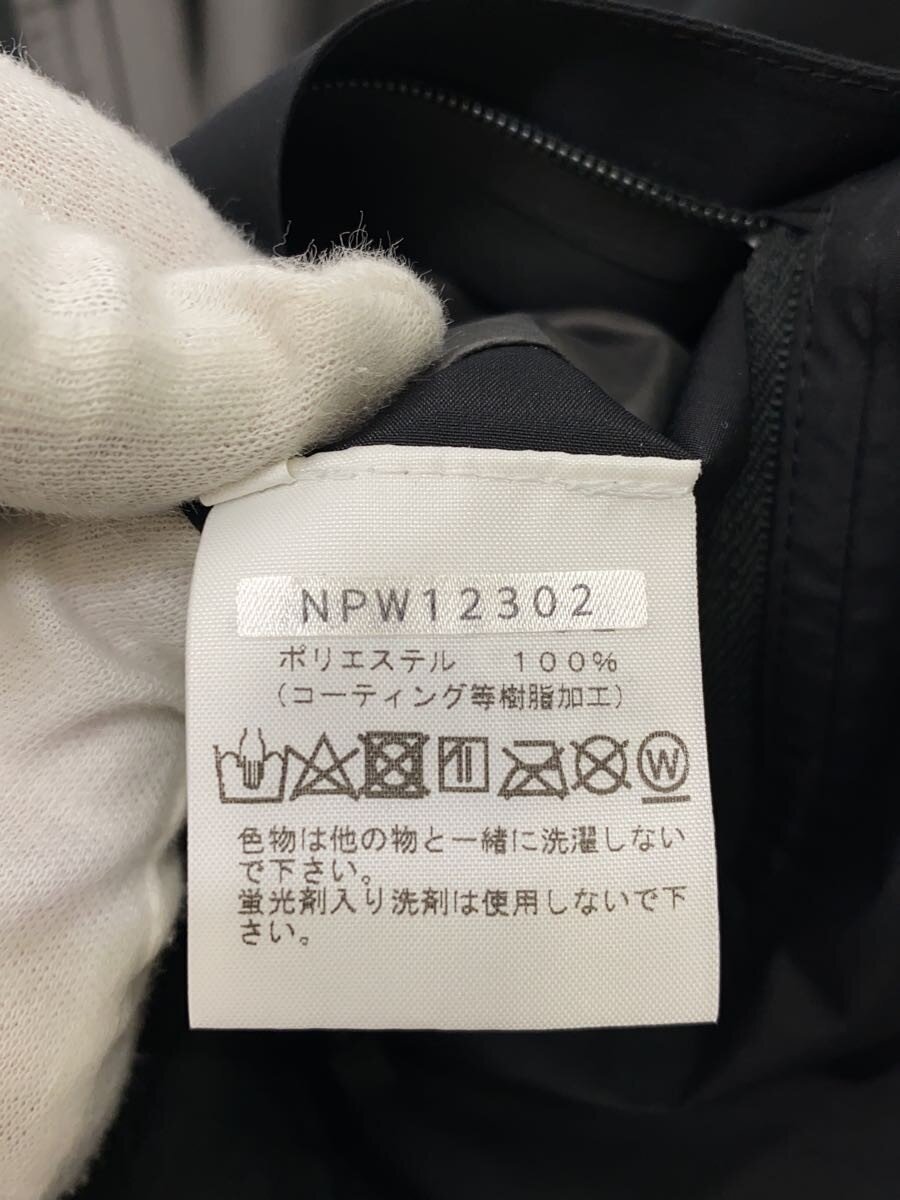 NPW12302
ポリエステル 100%
(コーティング等樹脂加工)
W
色物は他の物と一緒に洗濯しない
で下さい。
蛍光剤入り洗剤は使用しないで下
さい。